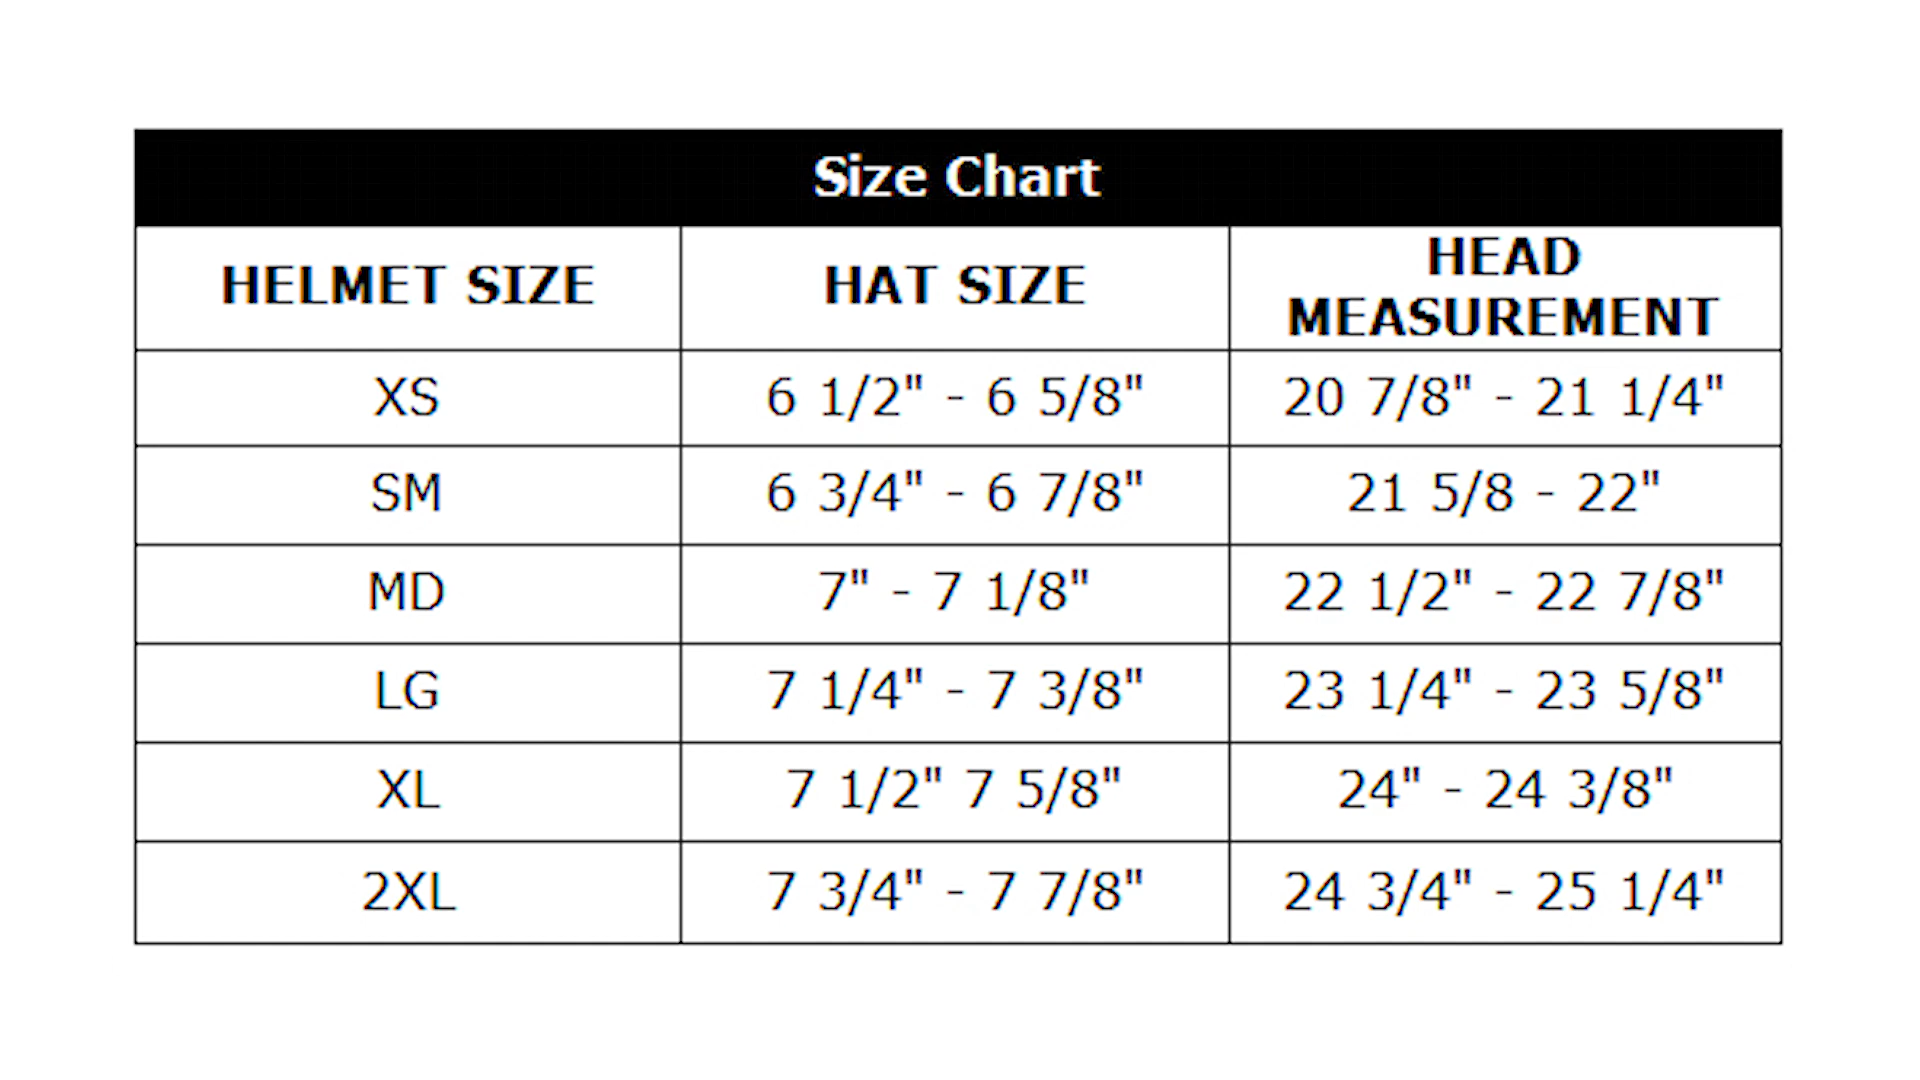 Size Chart
HELMET SIZE HAT SIZE HEAD MEASUREMENT
XS 6 1/2" - 6 5/8" 20 7/8" - 21 1/4"
SM 6 3/4" - 6 7/8" 21 5/8 - 22"
MD 7" - 7 1/8" 22 1/2" - 22 7/8"
LG 7 1/4" - 7 3/8" 23 1/4" - 23 5/8"
XL 7 1/2" 7 5/8" 24" - 24 3/8"
2XL 7 3/4" - 7 7/8" 24 3/4" - 25 1/4"